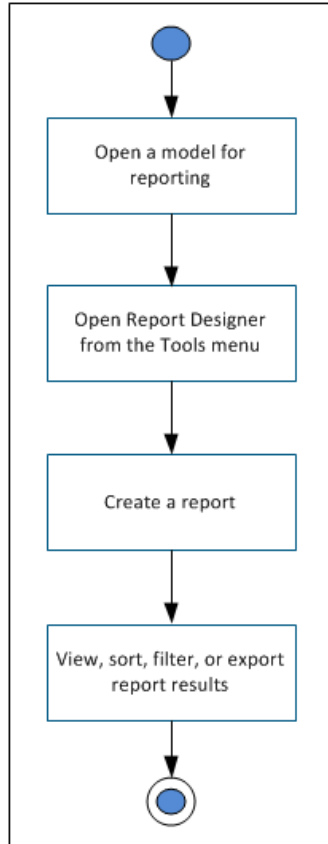 Open a model for
reporting
Open Report Designer
from the Tools menu
Create a report
View, sort, filter, or export
report results